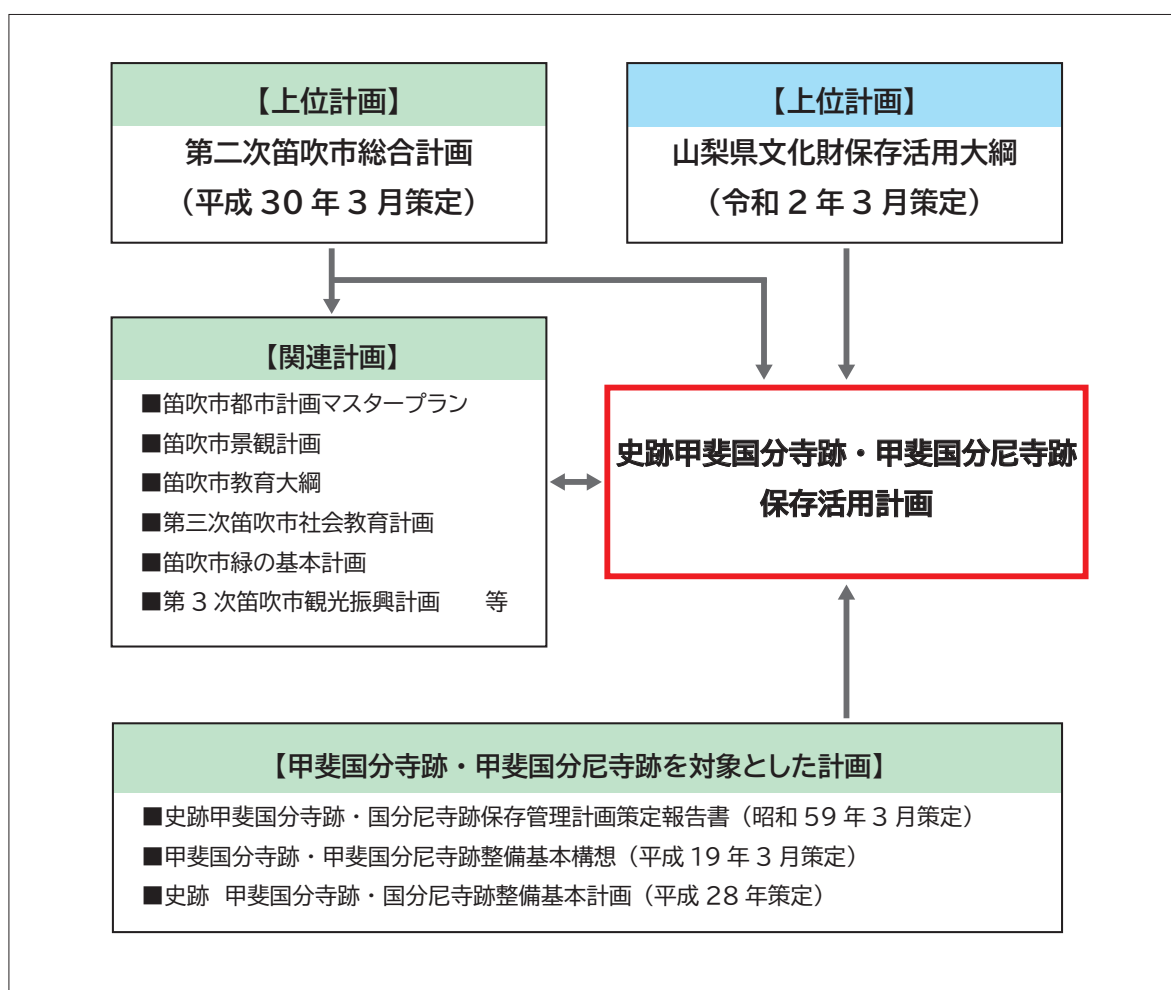 【上位計画】
第二次笛吹市総合計画
（平成 30 年 3 月策定）
【上位計画】
山梨県文化財保存活用大綱
（令和 2 年 3 月策定）
【関連計画】
■笛吹市都市計画マスタープラン
■笛吹市景観計画
■笛吹市教育大綱
■第三次笛吹市社会教育計画
■笛吹市緑の基本計画
■第 3 次笛吹市観光振興計画　　等
史跡甲斐国分寺跡・甲斐国分尼寺跡
保存活用計画
【甲斐国分寺跡・甲斐国分尼寺跡を対象とした計画】
■史跡甲斐国分寺跡・国分尼寺跡保存管理計画策定報告書（昭和 59 年 3 月策定）
■甲斐国分寺跡・甲斐国分尼寺跡整備基本構想（平成 19 年 3 月策定）
■史跡 甲斐国分寺跡・国分尼寺跡整備基本計画（平成 28 年策定）